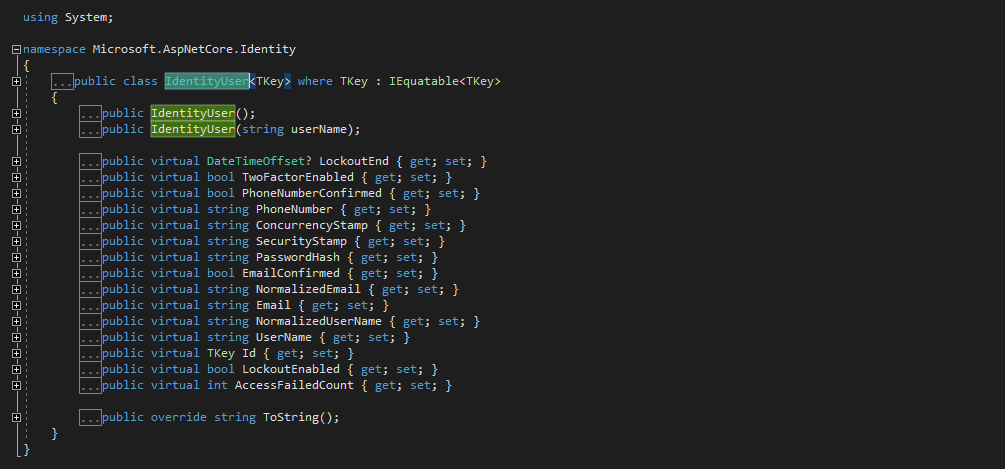 using System;
namespace Microsoft.AspNetCore.Identity
{
...public class IdentityUser<TKey> where TKey : IEquatable<TKey>
{
...public IdentityUser();
...public IdentityUser(string userName);
...public virtual DateTimeOffset? LockoutEnd { get; set; }
...public virtual bool TwoFactorEnabled { get; set; }
...public virtual bool PhoneNumberConfirmed { get; set; }
...public virtual string PhoneNumber { get; set; }
...public virtual string ConcurrencyStamp { get; set; }
...public virtual string SecurityStamp { get; set; }
...public virtual string PasswordHash { get; set; }
...public virtual bool EmailConfirmed { get; set; }
...public virtual string NormalizedEmail { get; set; }
...public virtual string Email { get; set; }
...public virtual string NormalizedUserName { get; set; }
...public virtual string UserName { get; set; }
...public virtual TKey Id { get; set; }
...public virtual bool LockoutEnabled { get; set; }
...public virtual int AccessFailedCount { get; set; }
...public override string ToString();
}
}